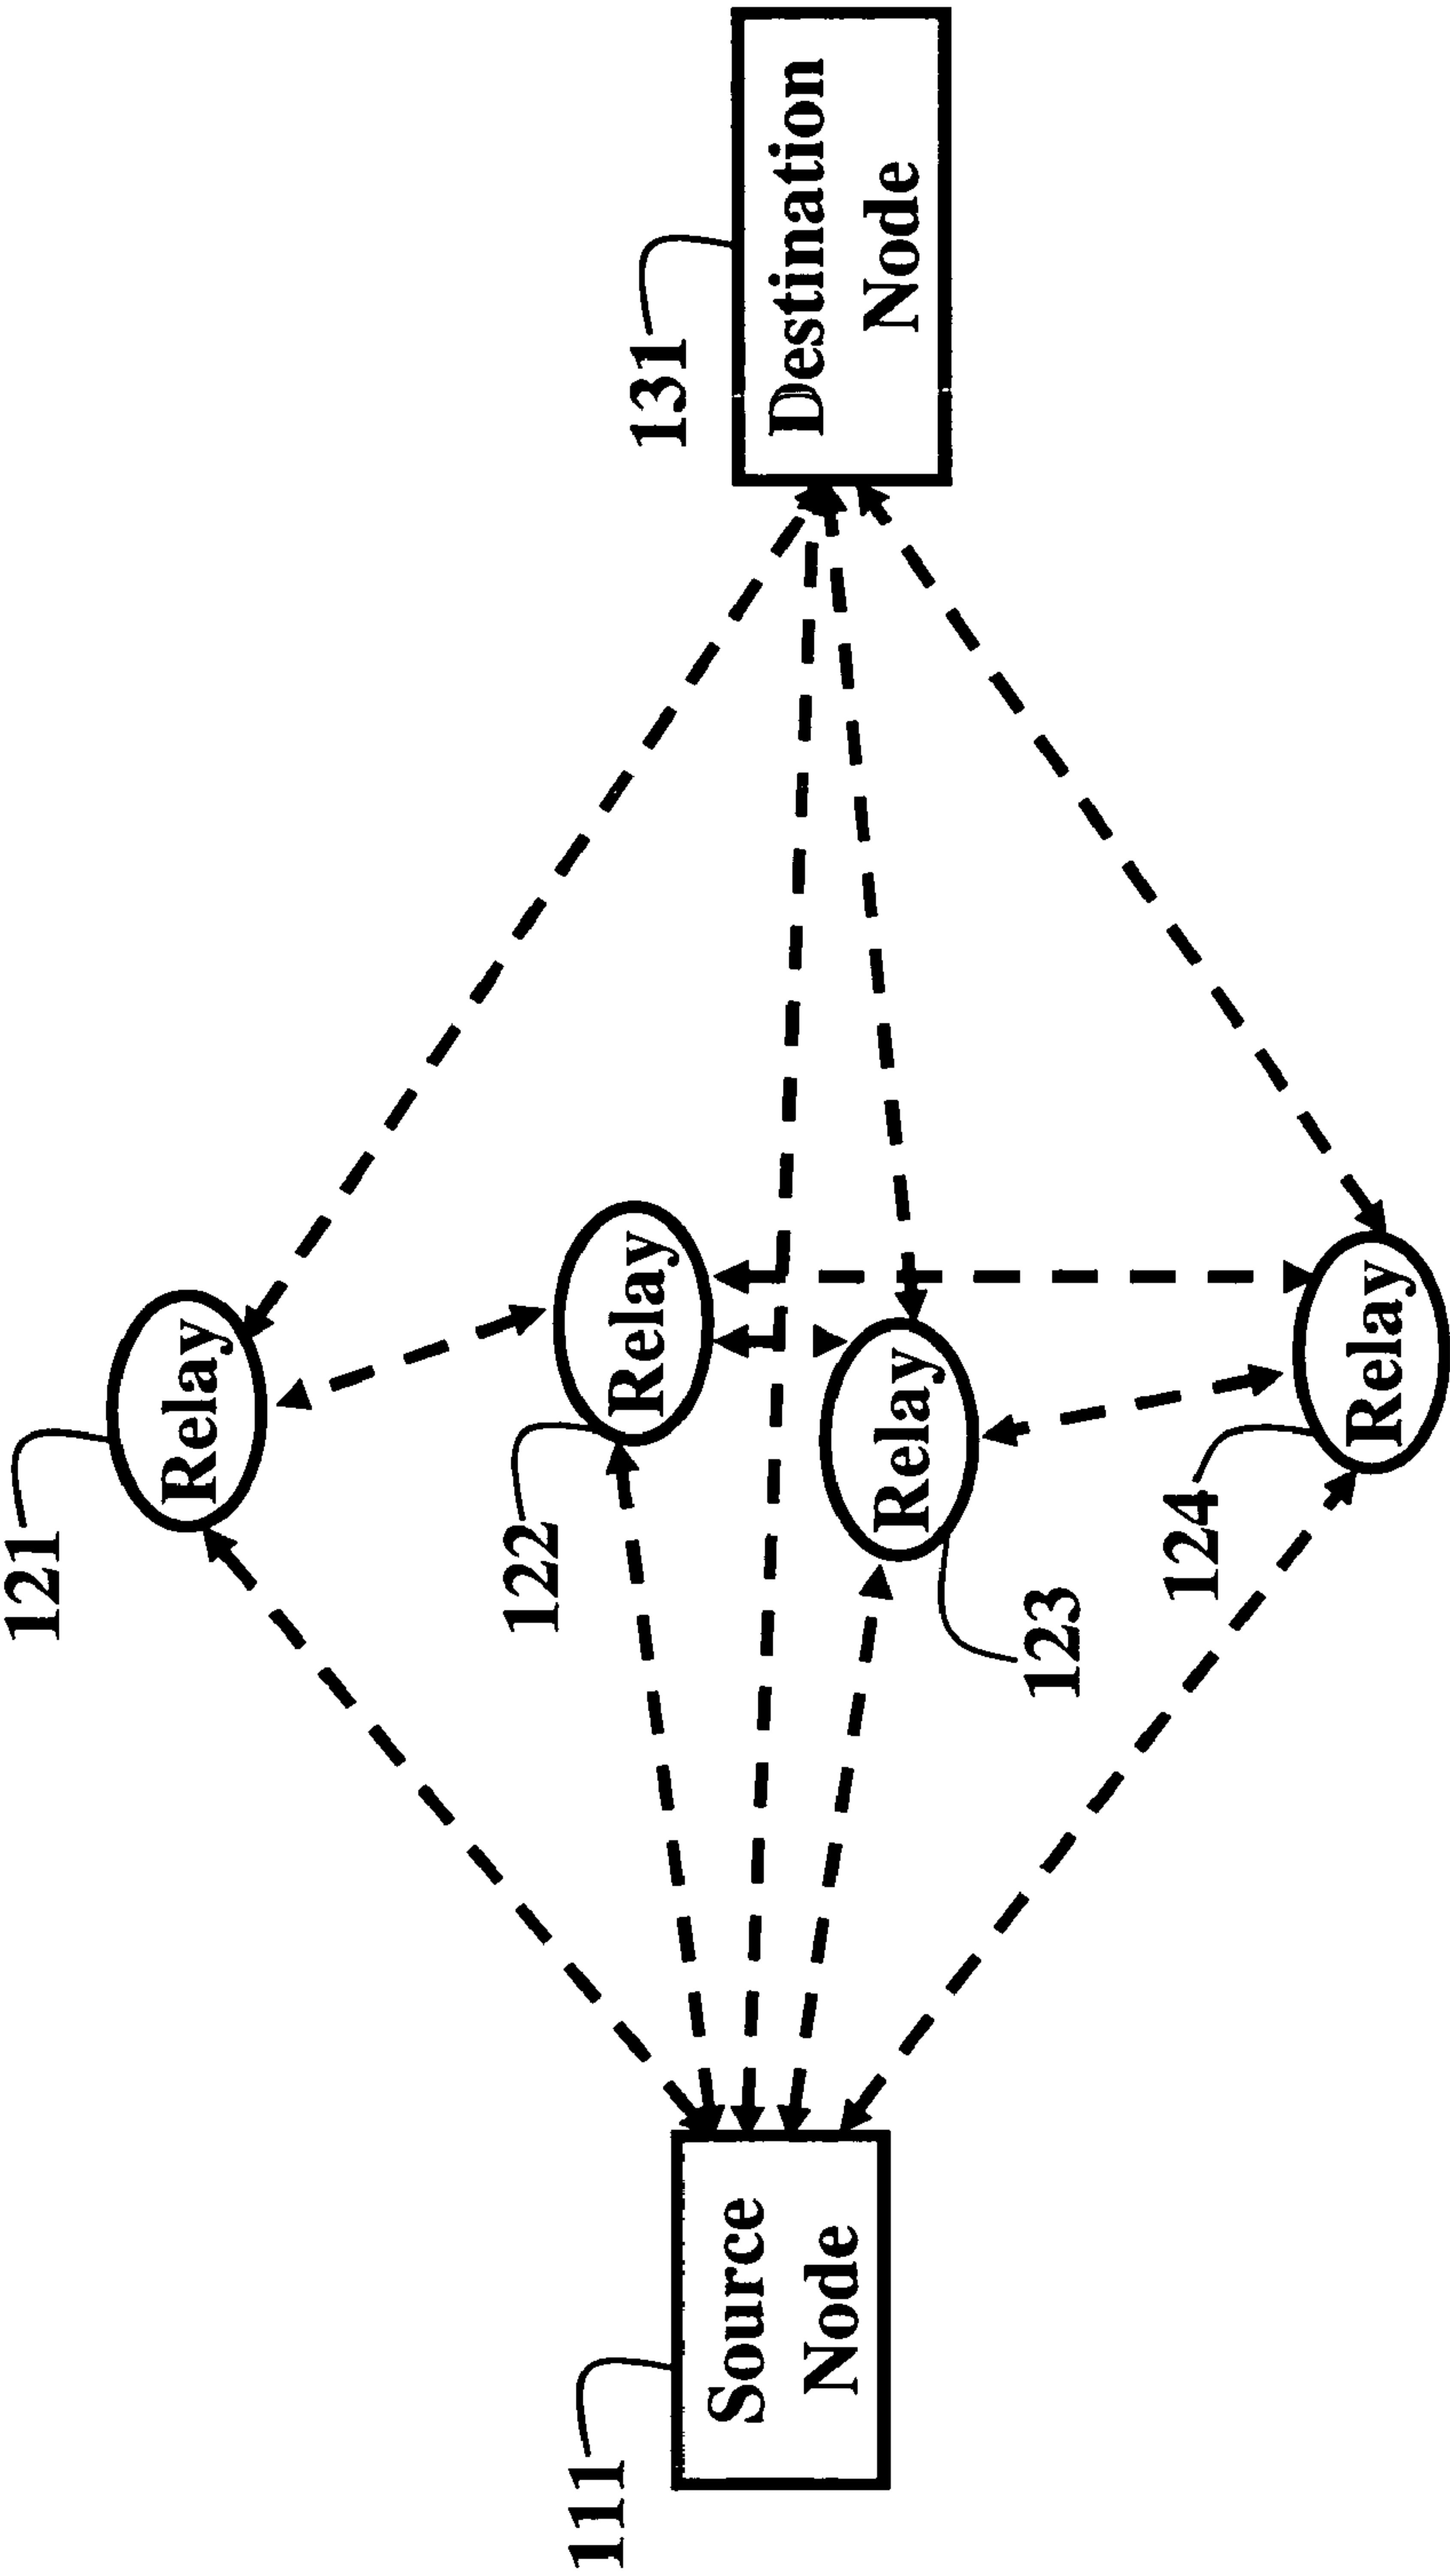 121
Relay
122
Relay
111
Source
Node
131
Destination
Node
Relay
123
124
Relay